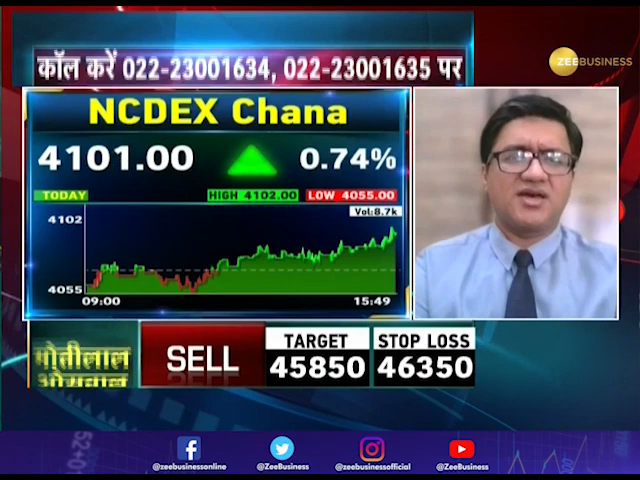 कॉल करें 022-23001634, 022-23001635 पर
ZEEBUSINESS
NCDEX Chana
4101.00 0.74%
TODAY HIGH 4102.00 LOW 4055.00
Vol:8.7k
4102
4055
09:00 15:49
मोतीलाल
ओसवाल
SELL
TARGET STOP LOSS
45850 46350
@zeebusinessonline @ZeeBusiness @zeebusinessofficial @ZeeBusiness